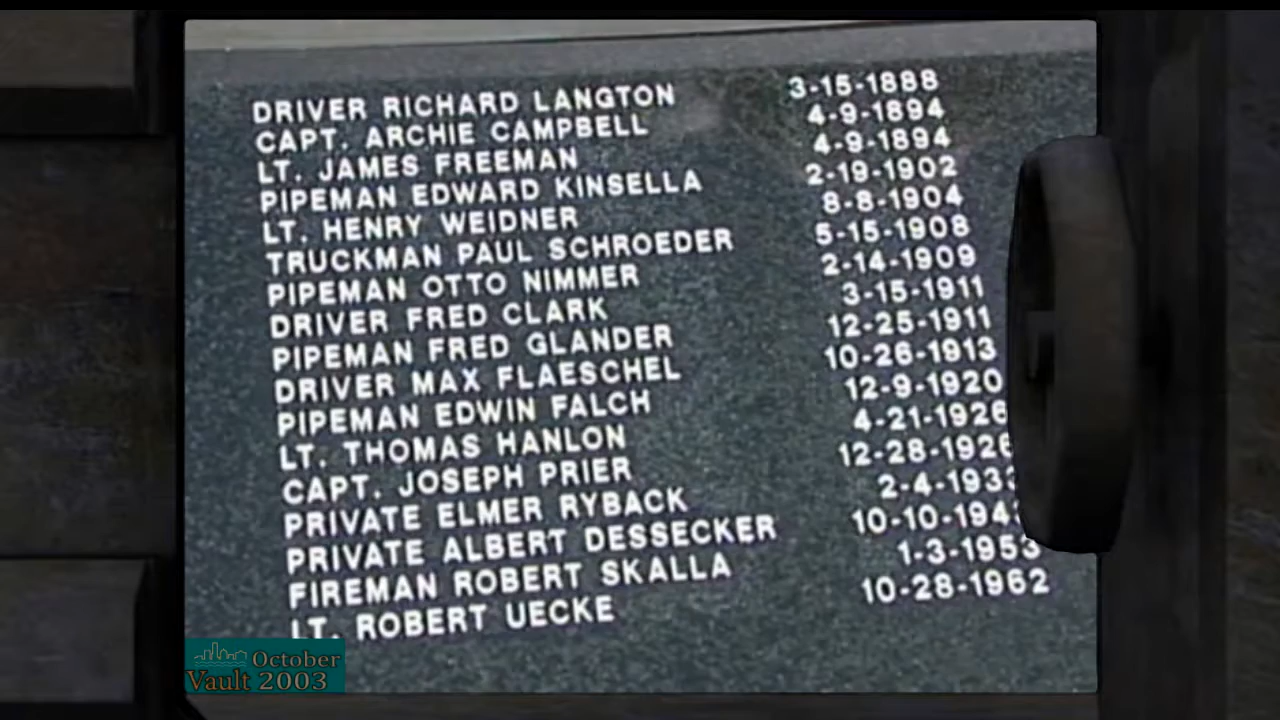 DRIVER RICHARD LANGTON 3-15-1888
CAPT. ARCHIE CAMPBELL 4-9-1894
LT. JAMES FREEMAN 4-9-1894
PIPEMAN EDWARD KINSELLA 2-19-1902
LT. HENRY WEIDNER 8-8-1904
TRUCKMAN PAUL SCHROEDER 5-15-1908
PIPEMAN OTTO NIMMER 2-14-1909
DRIVER FRED CLARK 3-15-1911
PIPEMAN FRED GLANDER 12-25-1911
DRIVER MAX FLAESCHEL 10-26-1913
PIPEMAN EDWIN FALCH 12-9-1920
LT. THOMAS HANLON 4-21-1926
CAPT. JOSEPH PRIER 12-28-1926
PRIVATE ELMER RYBACK
PRIVATE ALBERT DESSECKER
FIREMAN ROBERT SKALLA 1-3-1953
LT. ROBERT UECKE 10-28-1962
October
Vault 2003